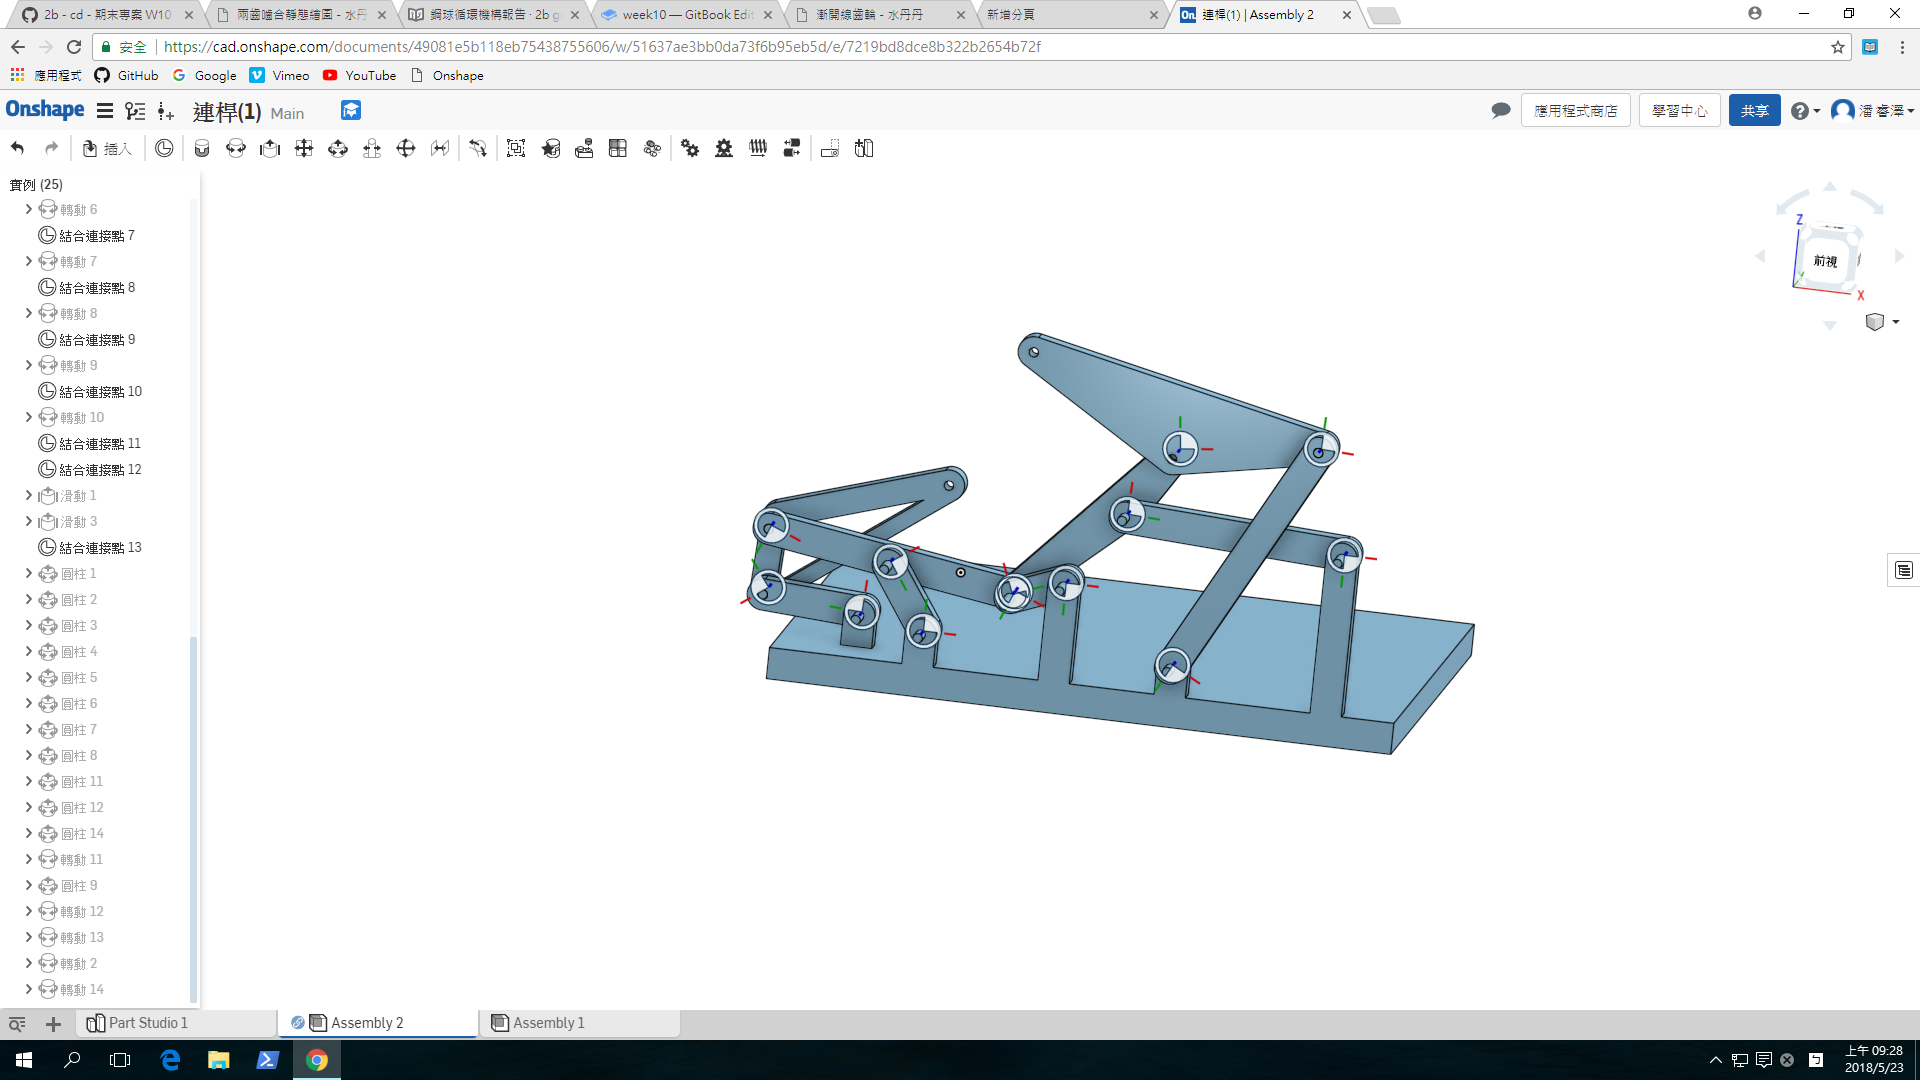 2b - cd - 期末專案 W10
兩齒嚙合靜態繪圖 - 水丹
鋼球循環機構報告 · 2b g
week10 — GitBook Edit
漸開線齒輪 - 水丹丹
新增分頁
連桿(1) | Assembly 2
安全
https://cad.onshape.com/documents/49081e5b118eb75438755606/w/51637ae3bb0da73f6b95eb5d/e/7219bd8dce8b322b2654b72f
應用程式
GitHub
Google
Vimeo
YouTube
Onshape
Onshape
連桿(1) Main
應用程式商店
學習中心
共享
潘 睿澤
插入
實例 (25)
轉動 6
結合連接點 7
轉動 7
結合連接點 8
轉動 8
結合連接點 9
轉動 9
結合連接點 10
轉動 10
結合連接點 11
結合連接點 12
滑動 1
滑動 3
結合連接點 13
圓柱 1
圓柱 2
圓柱 3
圓柱 4
圓柱 5
圓柱 6
圓柱 7
圓柱 8
圓柱 11
圓柱 12
圓柱 14
轉動 11
圓柱 9
轉動 12
轉動 13
轉動 2
轉動 14
Z
前視
X
Part Studio 1
Assembly 2
Assembly 1
上午 09:28
2018/5/23